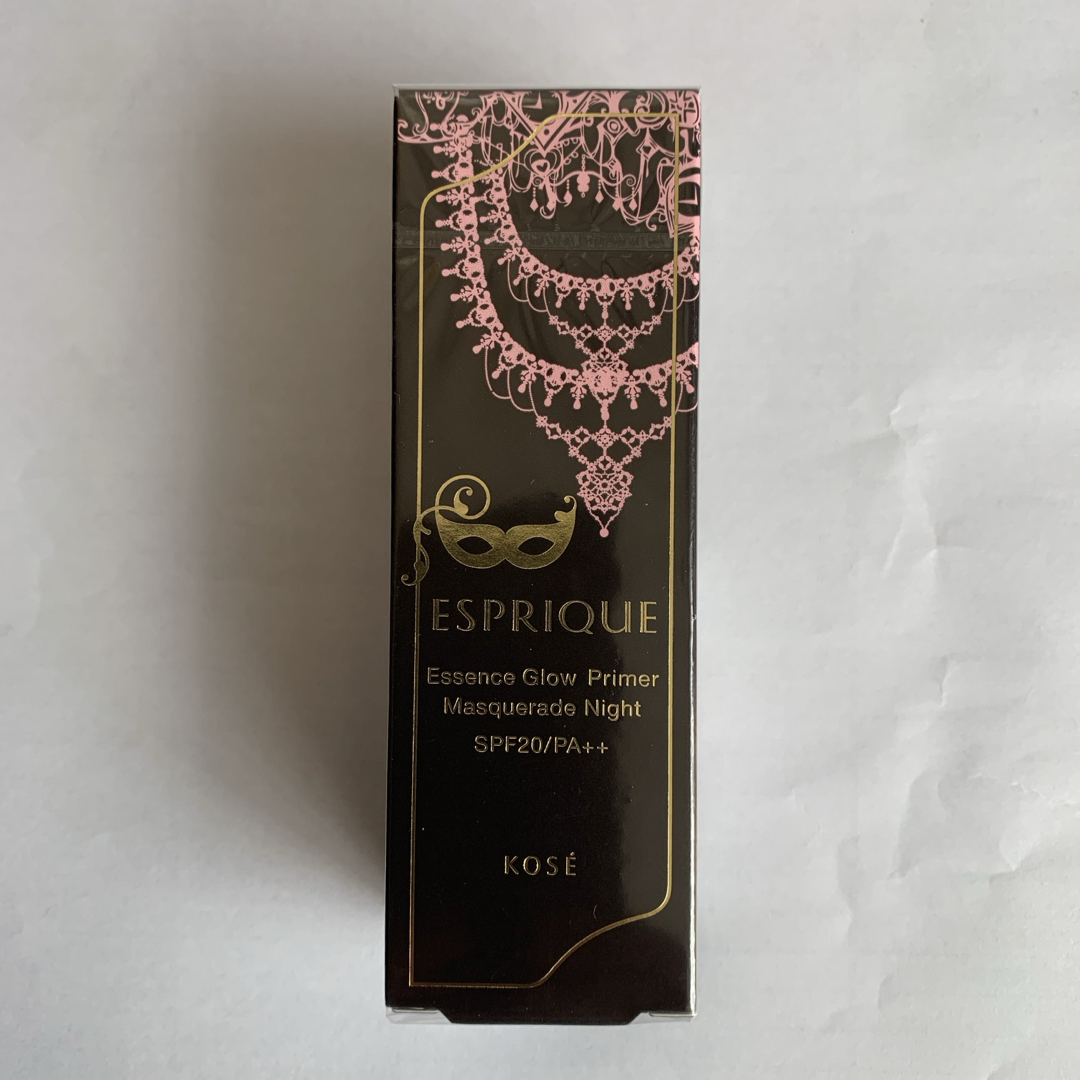 ESPRIQUE
Essence Glow Primer
Masquerade Night
SPF20/PA++
KOSÉ